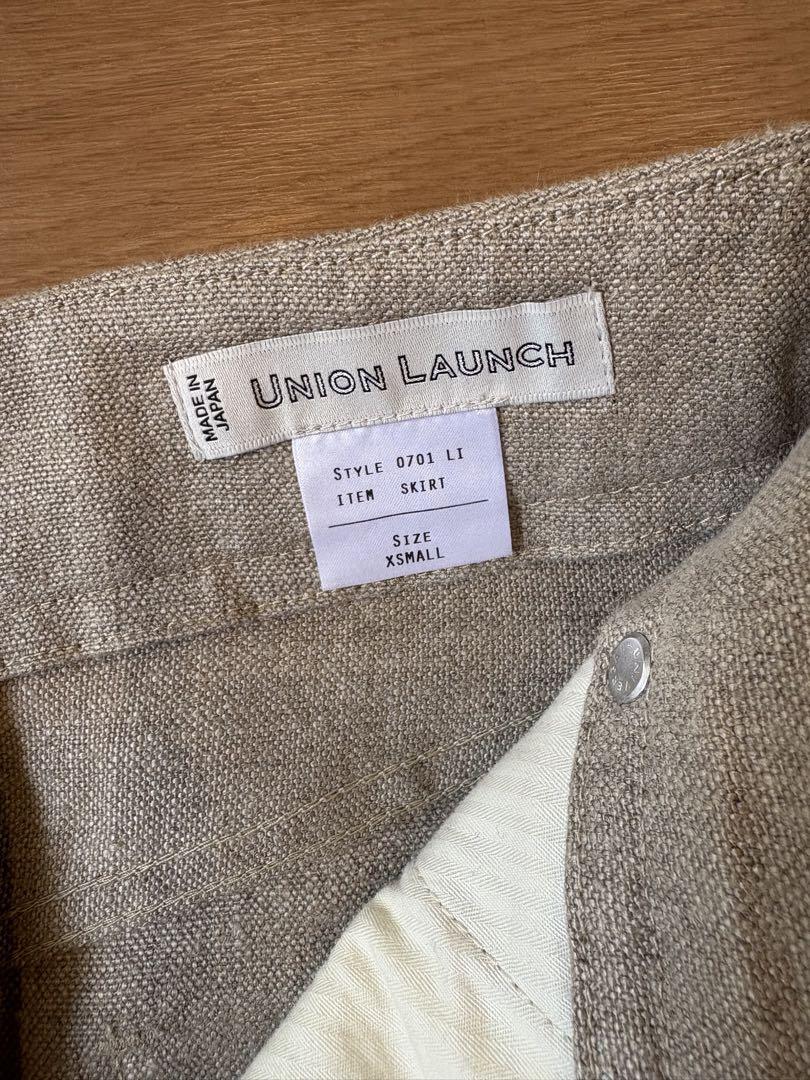 MADE IN
JAPAN
UNION LAUNCH
STYLE 0701 LI
ITEM SKIRT
SIZE
XSMALL